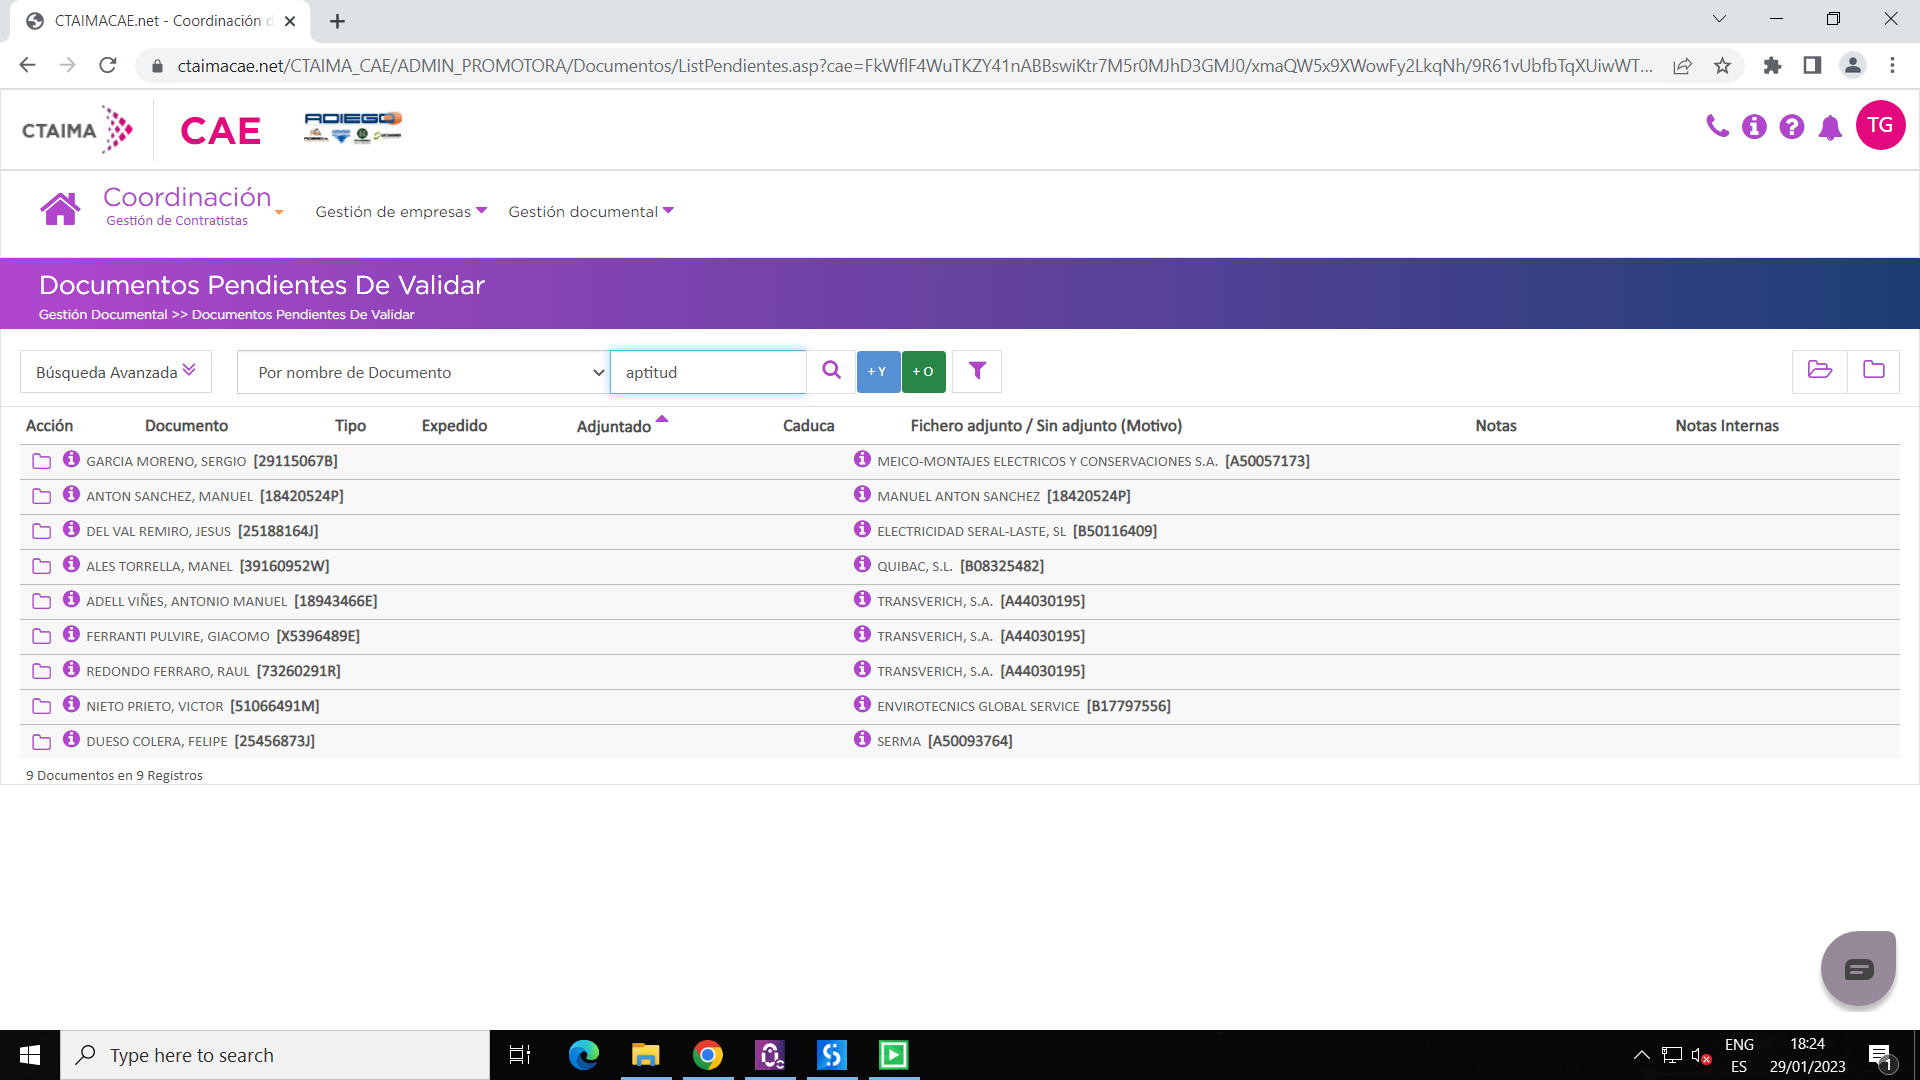 CTAIMACAE.net - Coordinación d
ctaimacae.net/CTAIMA_CAE/ADMIN_PROMOTORA/Documentos/ListPendientes.asp?cae=FkWflF4WuTKZY41nABBswiKtr7M5r0MJhD3GMJ0/xmaQW5x9XWowFy2LkqNh/9R61vUbfbTqXUiwWT...
CTAIMA CAE ADIEGO TG
Coordinación
Gestión de Contratistas
Gestión de empresas Gestión documental
Documentos Pendientes De Validar
Gestión Documental >> Documentos Pendientes De Validar
Búsqueda Avanzada Por nombre de Documento aptitud + Y + O
Acción Documento Tipo Expedido Adjuntado Caduca Fichero adjunto / Sin adjunto (Motivo) Notas Notas Internas
GARCIA MORENO, SERGIO [29115067B] MEICO-MONTAJES ELECTRICOS Y CONSERVACIONES S.A. [A50057173]
ANTON SANCHEZ, MANUEL [18420524P] MANUEL ANTON SANCHEZ [18420524P]
DEL VAL REMIRO, JESUS [25188164J] ELECTRICIDAD SERAL-LASTE, SL [B50116409]
ALES TORRELLA, MANEL [39160952W] QUIBAC, S.L. [B08325482]
ADELL VIÑES, ANTONIO MANUEL [18943466E] TRANSVERICH, S.A. [A44030195]
FERRANTI PULVIRE, GIACOMO [X5396489E] TRANSVERICH, S.A. [A44030195]
REDONDO FERRARO, RAUL [73260291R] TRANSVERICH, S.A. [A44030195]
NIETO PRIETO, VICTOR [51066491M] ENVIROTECNICS GLOBAL SERVICE [B17797556]
DUESO COLERA, FELIPE [25456873J] SERMA [A50093764]
9 Documentos en 9 Registros
Type here to search
ENG
ES
18:24
29/01/2023
1